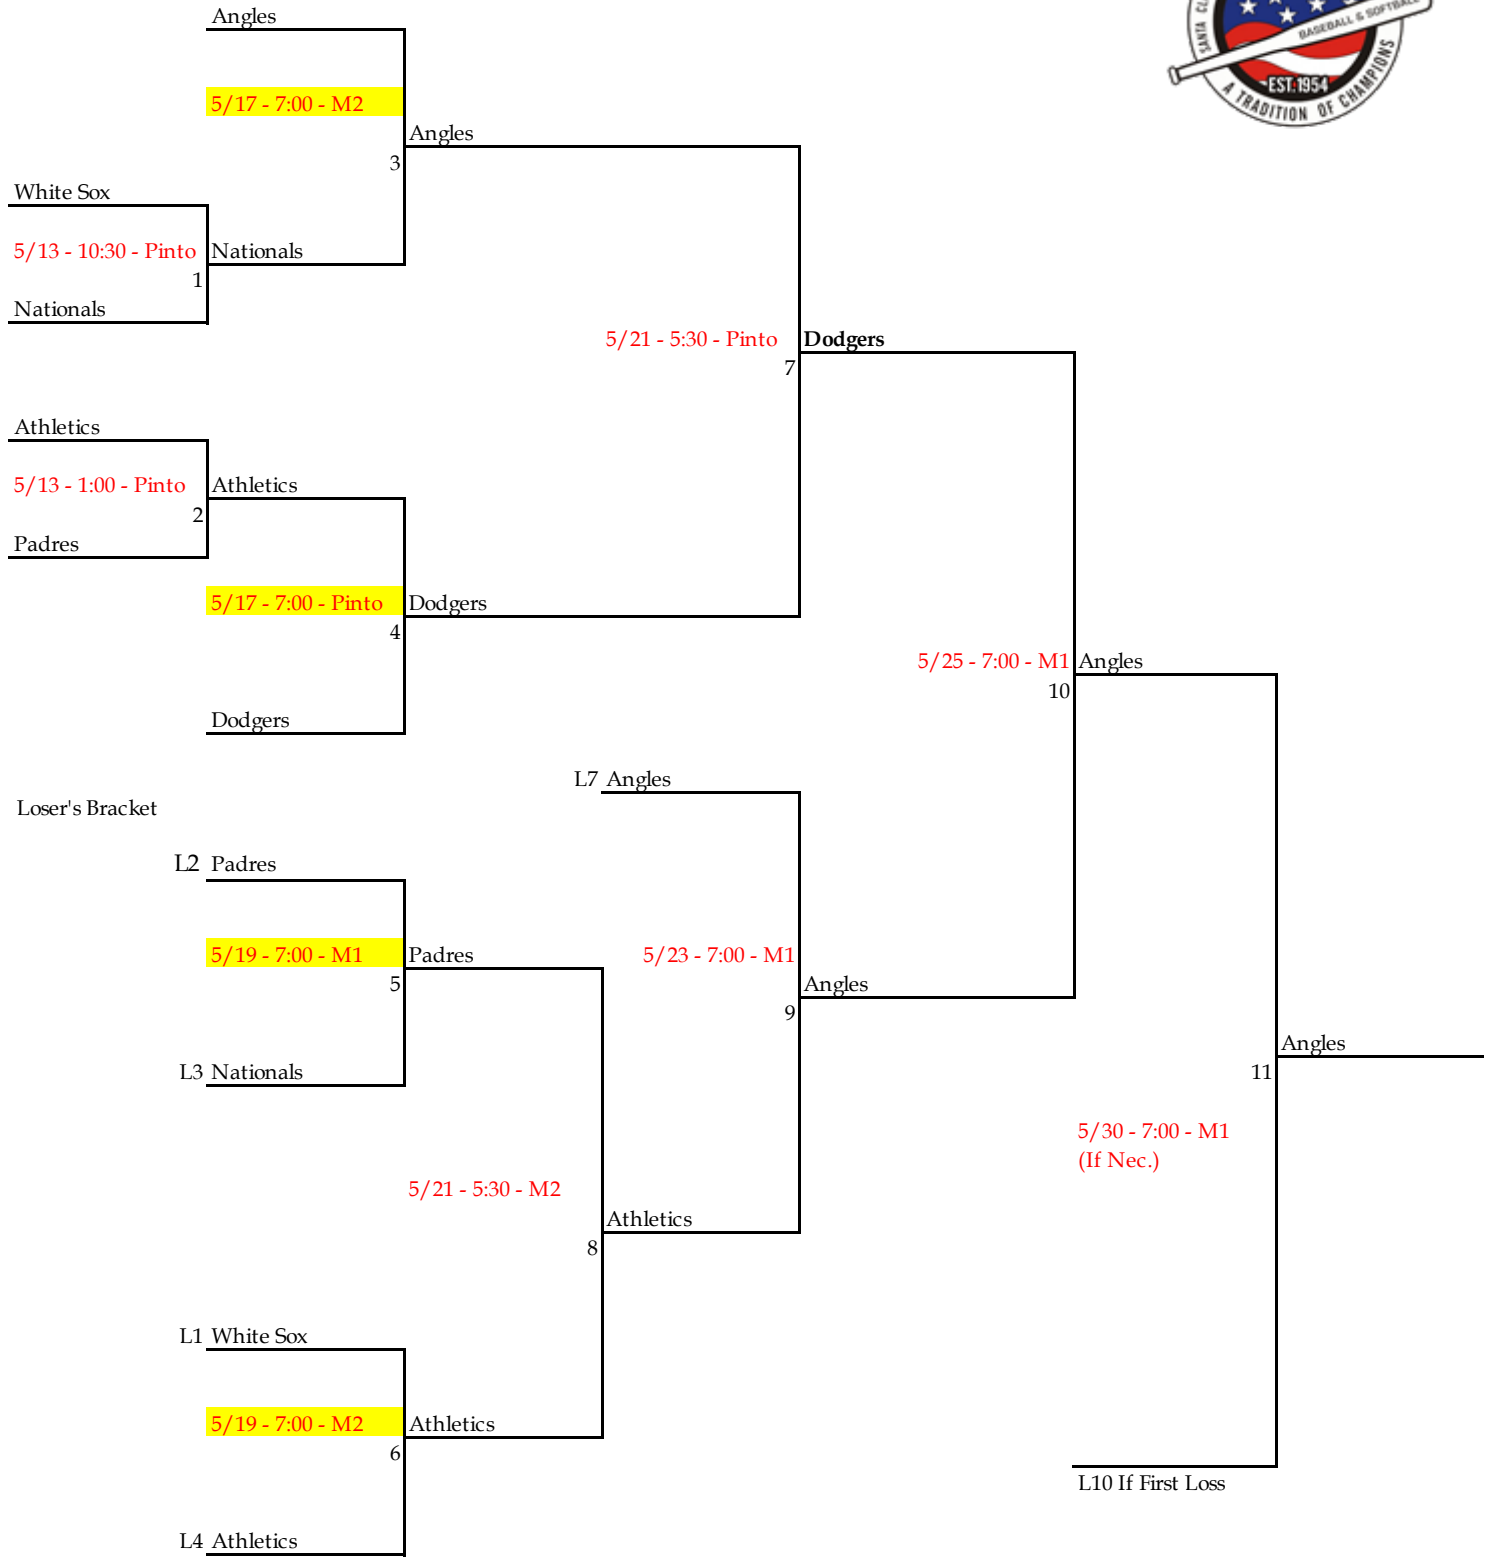 Angles
SANTA CL
BASEBALL & SOFTBALL
EST. 1954
A TRADITION OF CHAMPIONS
5/17 - 7:00 - M2
Angles
3
White Sox
5/13 - 10:30 - Pinto
Nationals
1
Nationals
5/21 - 5:30 - Pinto
Dodgers
7
Athletics
5/13 - 1:00 - Pinto
Athletics
2
Padres
5/17 - 7:00 - Pinto
Dodgers
4
5/25 - 7:00 - M1
Angles
10
Dodgers
L7 Angles
Loser's Bracket
L2 Padres
5/19 - 7:00 - M1
Padres
5/23 - 7:00 - M1
5
Angles
9
Angles
L3 Nationals
11
5/30 - 7:00 - M1
(If Nec.)
5/21 - 5:30 - M2
Athletics
8
L1 White Sox
5/19 - 7:00 - M2
Athletics
6
L10 If First Loss
L4 Athletics